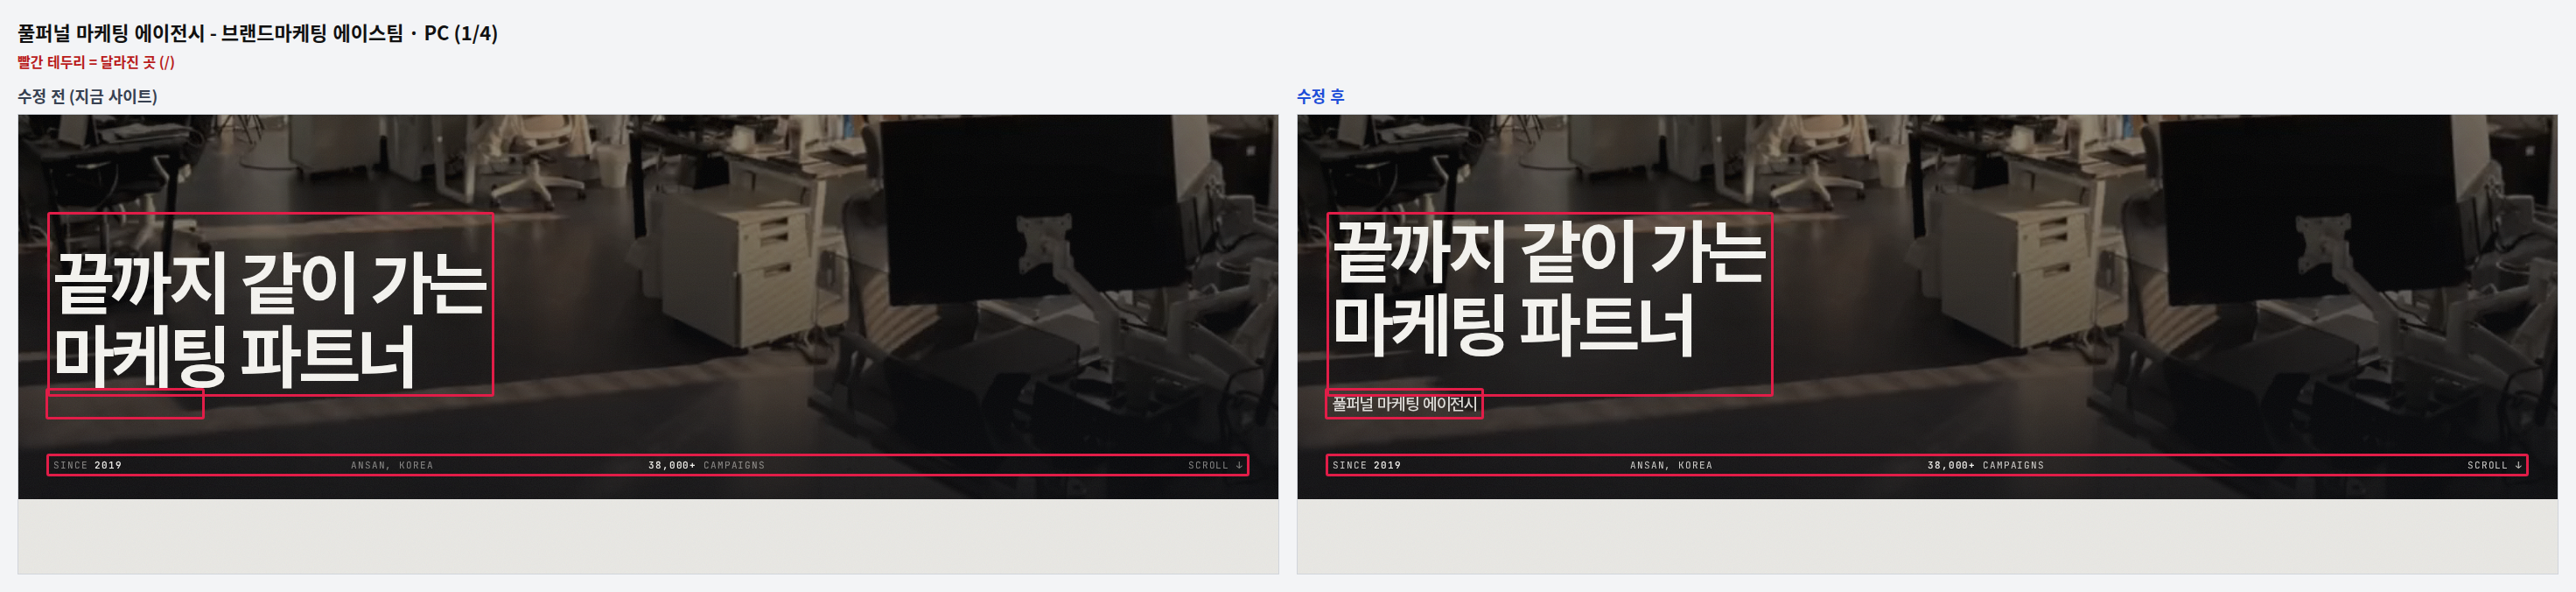 풀퍼널 마케팅 에이전시 - 브랜드마케팅 에이스팀 · PC (1/4)
빨간 테두리 = 달라진 곳 (/)
수정 전 (지금 사이트)
끝까지 같이 가는
마케팅 파트너
SINCE 2019 ANSAN, KOREA 38,000+ CAMPAIGNS SCROLL ↓
수정 후
끝까지 같이 가는
마케팅 파트너
풀퍼널 마케팅 에이전시
SINCE 2019 ANSAN, KOREA 38,000+ CAMPAIGNS SCROLL ↓